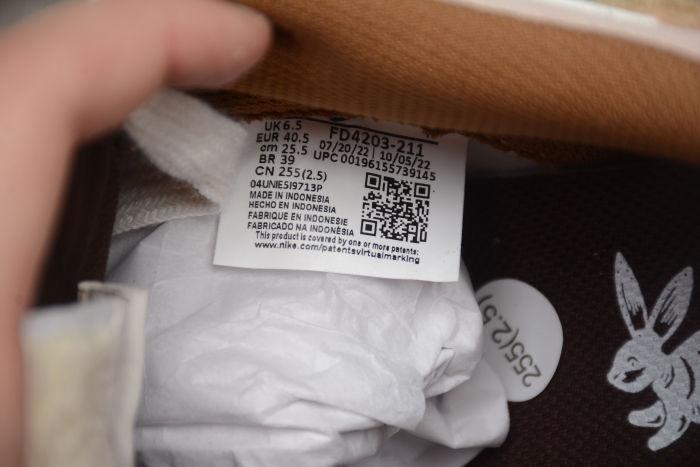 UK 6.5
EUR 40.5
cm 25.5
BR 39
CN 255(2.5)
FD4203-211
07/20/22 10/05/22
UPC 00196155739145
04UNIE5I9713P
MADE IN INDONESIA
HECHO EN INDONESIA
FABRIQUE EN INDONESIE
FABRICADO NA INDONÉSIA
This product is covered by one or more patents:
www.nike.com/patentsvirtualmarking
255(2.5)